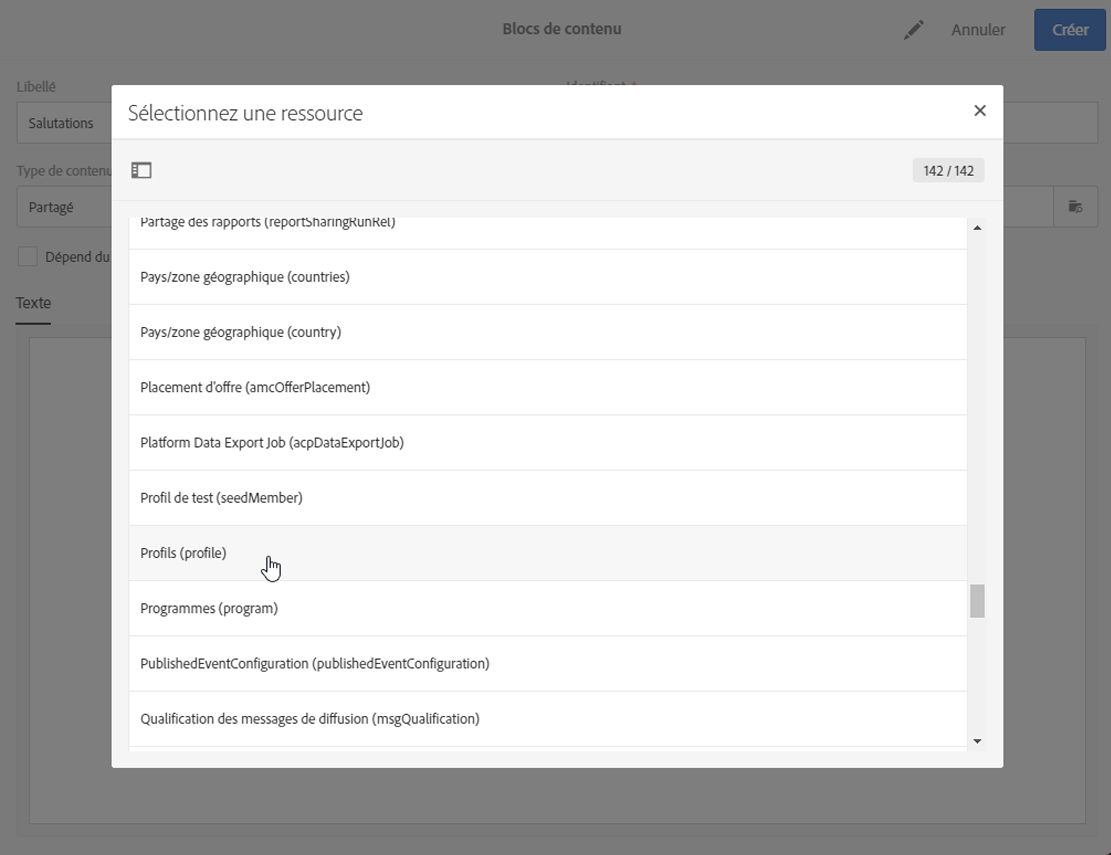 Blocs de contenu
Annuler
Créer
Libellé
Identifiant *
Salutations
Type de contenu
Partagé
Dépend du
Texte
Sélectionnez une ressource
142 / 142
Partage des rapports (reportSharingRunRel)
Pays/zone géographique (countries)
Pays/zone géographique (country)
Placement d'offre (amcOfferPlacement)
Platform Data Export Job (acpDataExportJob)
Profil de test (seedMember)
Profils (profile)
Programmes (program)
PublishedEventConfiguration (publishedEventConfiguration)
Qualification des messages de diffusion (msgQualification)